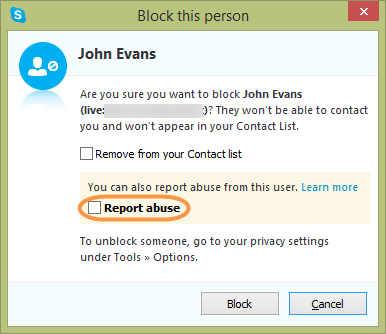 Block this person
John Evans
Are you sure you want to block John Evans
(live: :)? They won't be able to contact
you and won't appear in your Contact List.
Remove from your Contact list
You can also report abuse from this user. Learn more
Report abuse
To unblock someone, go to your privacy settings
under Tools » Options.
Block Cancel